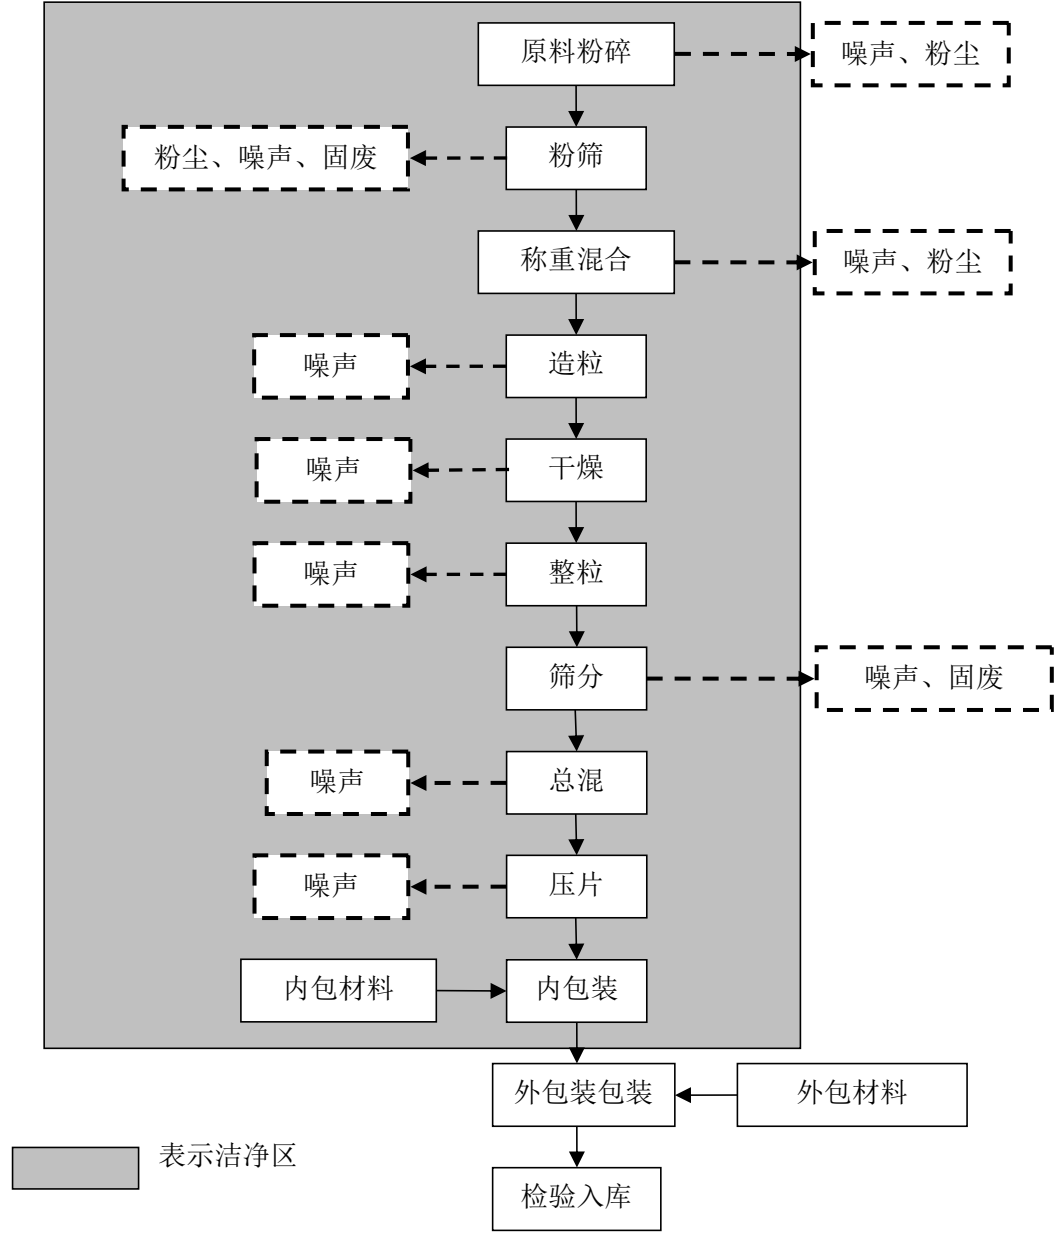 原料粉碎
噪声、粉尘
粉尘、噪声、固废
粉筛
称重混合
噪声、粉尘
噪声
造粒
噪声
干燥
噪声
整粒
筛分
噪声、固废
噪声
总混
噪声
压片
内包材料
内包装
外包装包装
外包材料
表示洁净区
检验入库